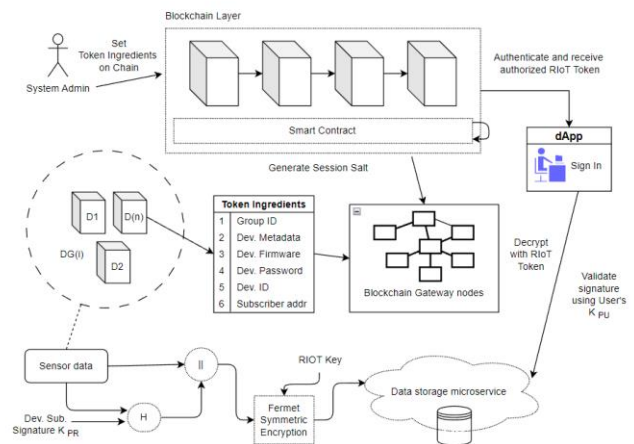 Blockchain Layer
Set
Token Ingredients
on Chain
System Admin
Smart Contract
Authenticate and receive
authorized RIoT Token
dApp
Sign In
Generate Session Salt
D1
D(n)
DG(i)
D2
Token Ingredients
1 Group ID
2 Dev. Metadata
3 Dev. Firmware
4 Dev. Password
5 Dev. ID
6 Subscriber addr
Blockchain Gateway nodes
Decrypt
with RIoT
Token
Validate
signature
using User's
K PU
Sensor data
||
RIOT Key
Dev. Sub.
Signature K PR
H
Fermet
Symmetric
Encryption
Data storage microservice